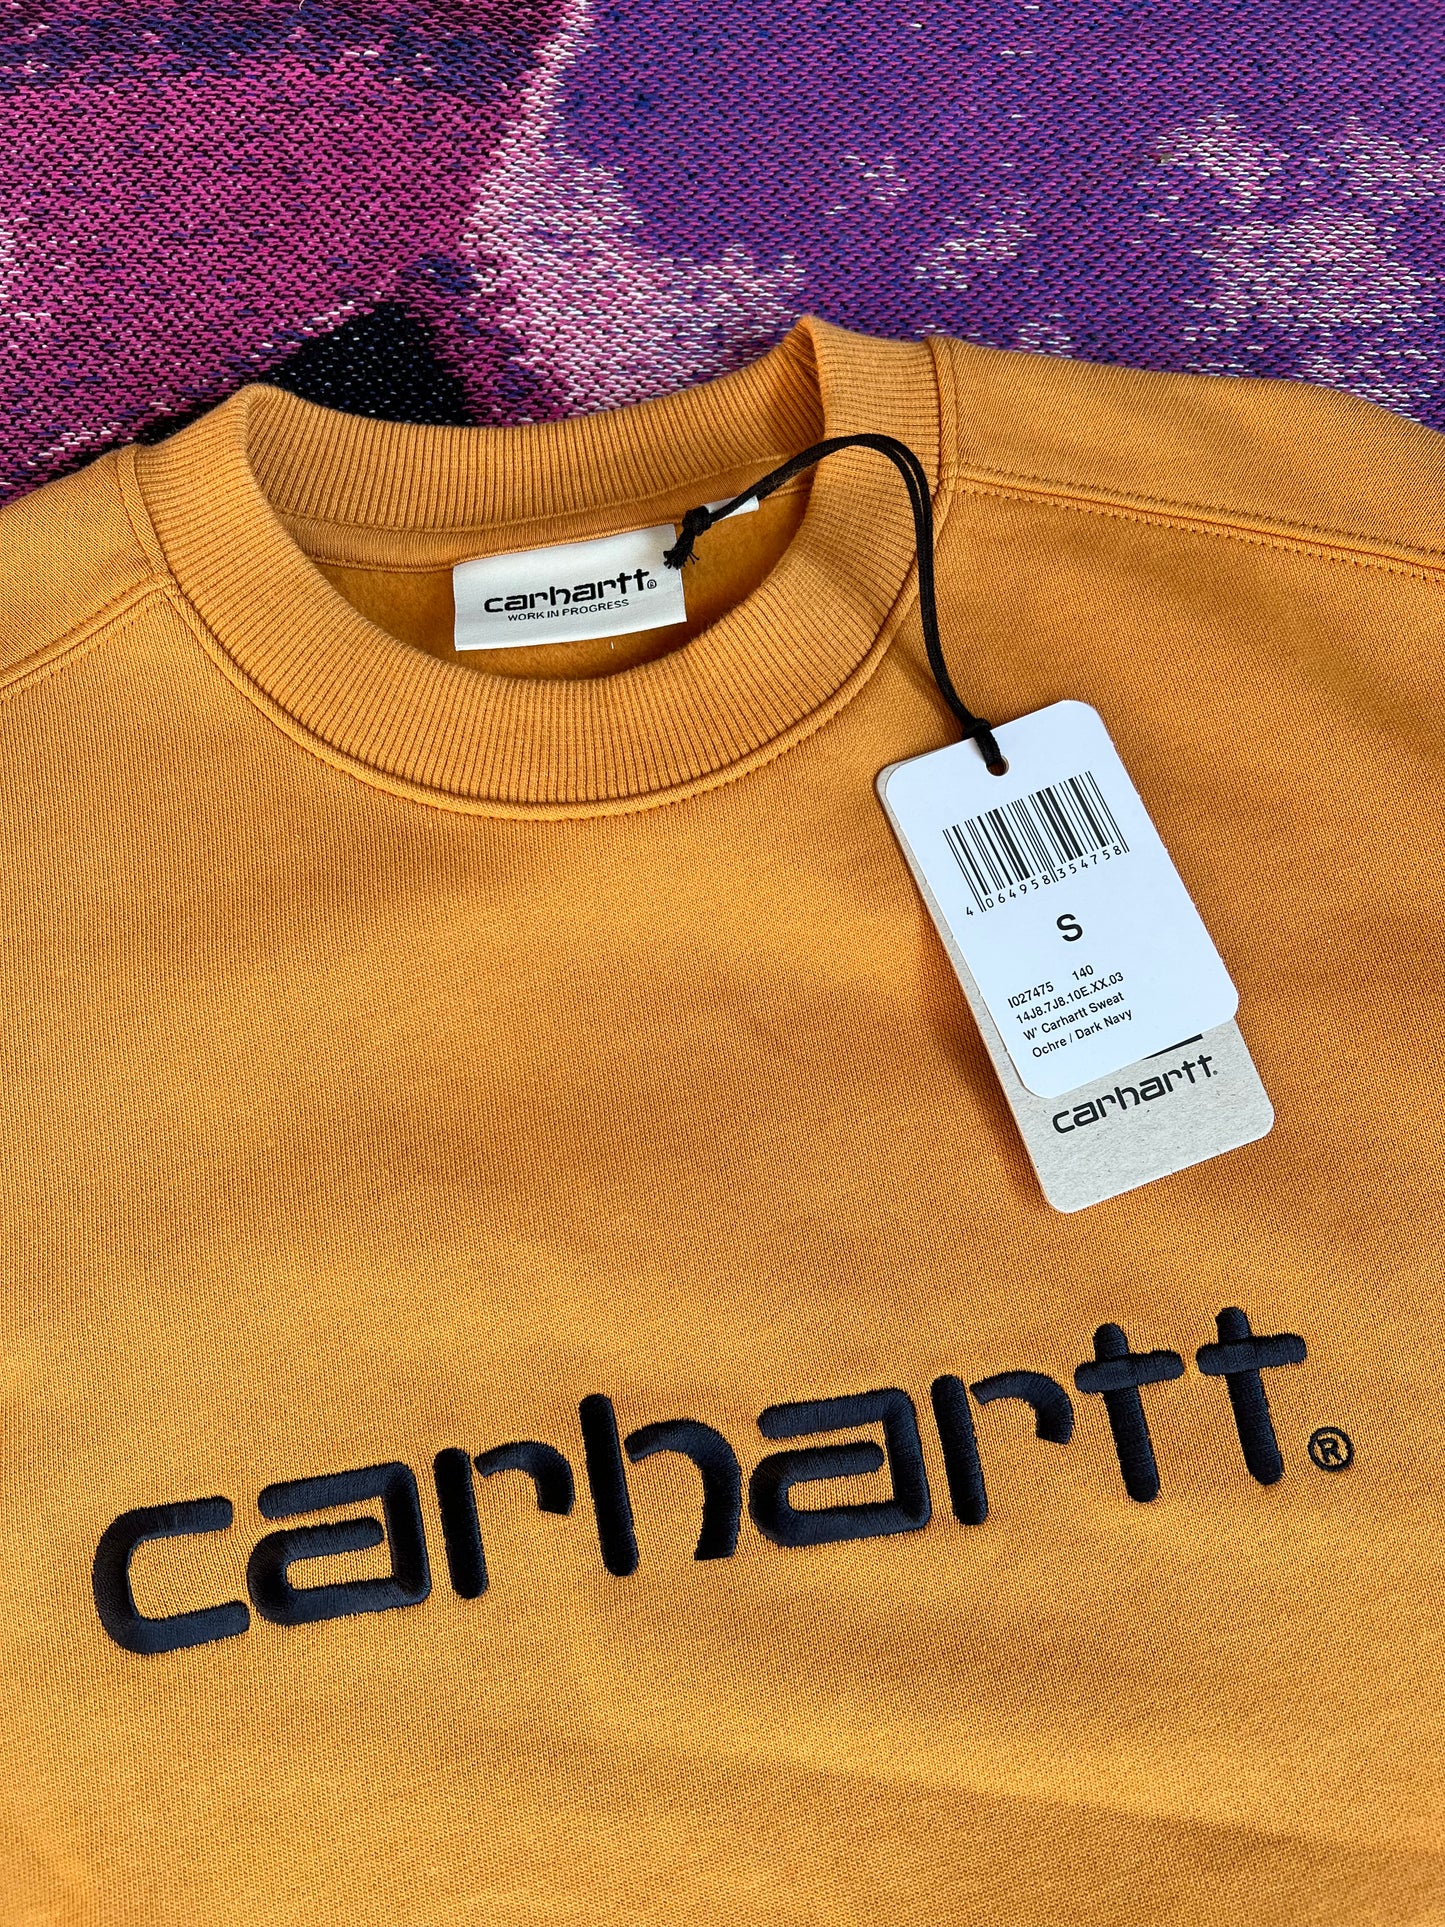 carhartt®
WORK IN PROGRESS
4 064958 354758
S
I027475 140
14J8.7J8.10E.XX.03
W' Carhartt Sweat
Ochre / Dark Navy
carhartt.
carhartt®